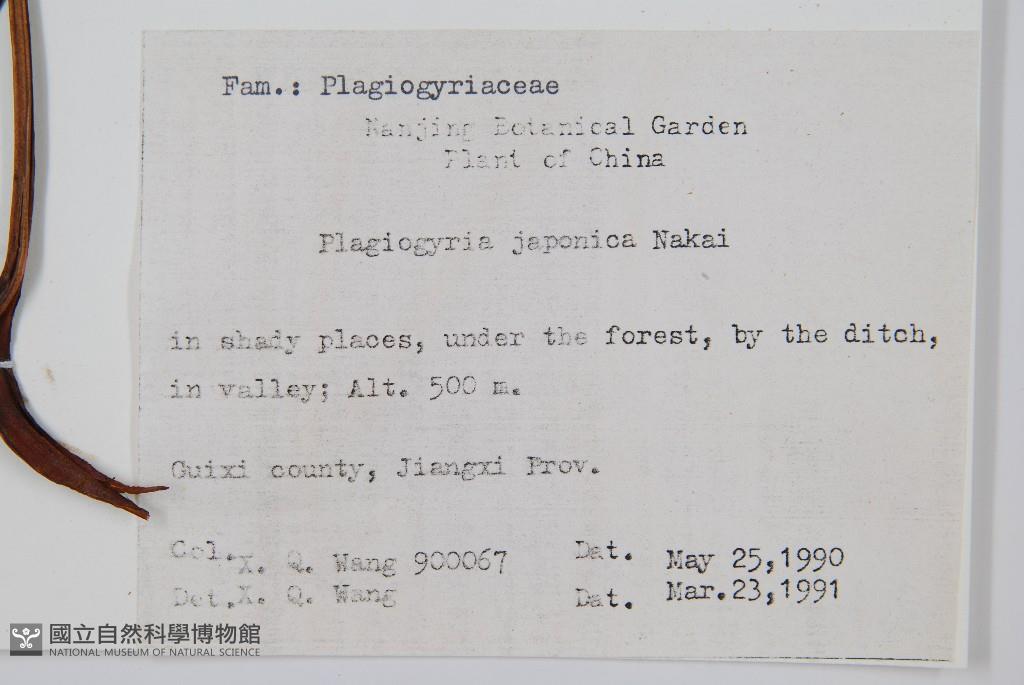 Fam.: Plagiogyriaceae
Nanjing Botanical Garden
Plant of China
Plagiogyria japonica Nakai
in shady places, under the forest, by the ditch,
in valley; Alt. 500 m.
Guixi county, Jiangxi Prov.
Col. X. Q. Wang 900067 Dat. May 25,1990
Det. X. Q. Wang Dat. Mar.23,1991
國立自然科學博物館
NATIONAL MUSEUM OF NATURAL SCIENCE